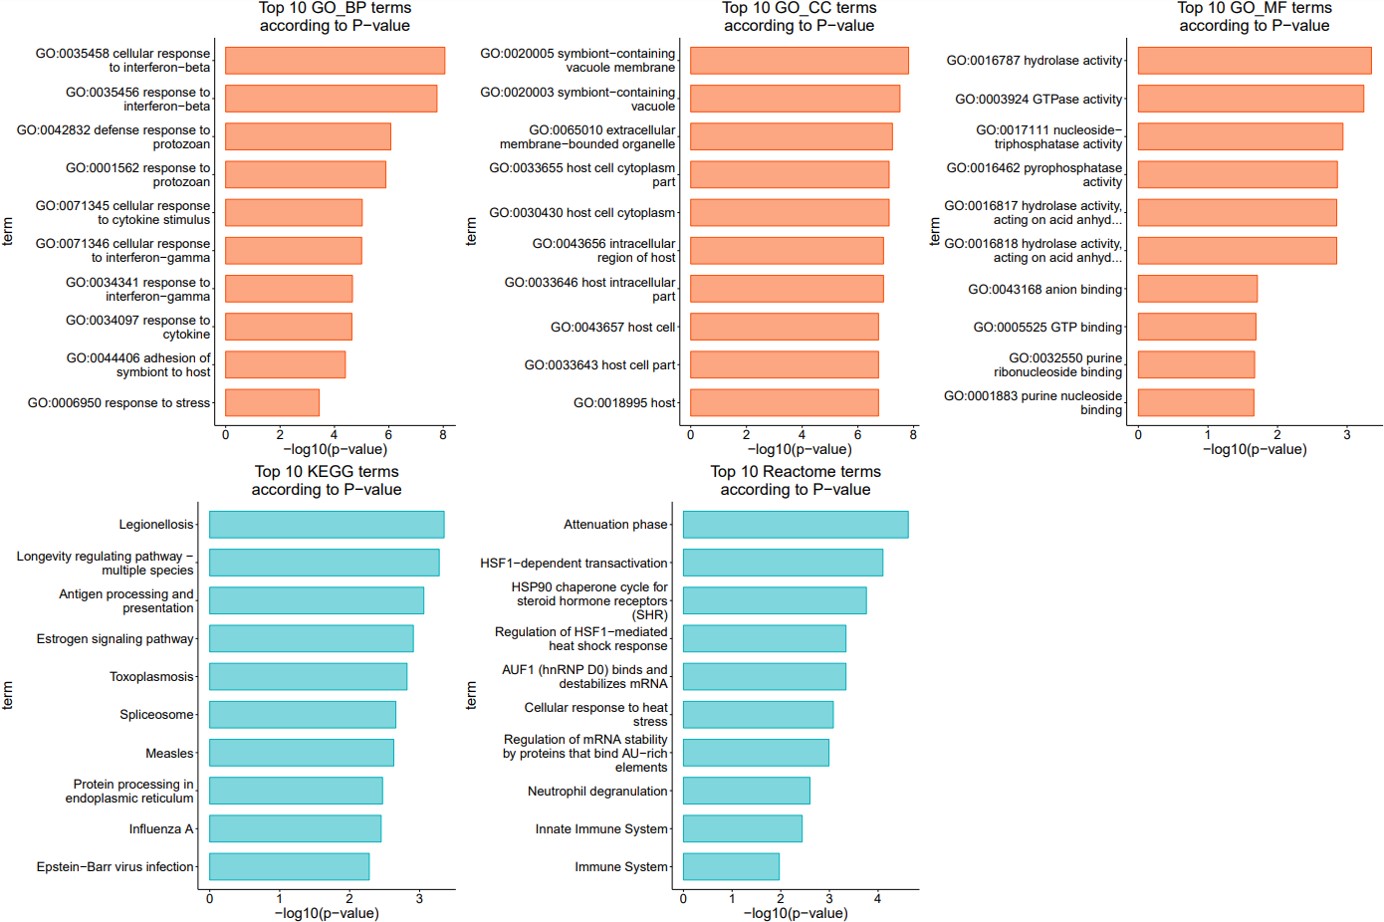 Top 10 GO_BP terms
according to P−value
GO:0035458 cellular response
to interferon−beta
GO:0035456 response to
interferon−beta
GO:0042832 defense response to
protozoan
GO:0001562 response to
protozoan
GO:0071345 cellular response
to cytokine stimulus
GO:0071346 cellular response
to interferon−gamma
GO:0034341 response to
interferon−gamma
GO:0034097 response to
cytokine
GO:0044406 adhesion of
symbiont to host
GO:0006950 response to stress
term
0 2 4 6 8
−log10(p−value)
Top 10 GO_CC terms
according to P−value
GO:0020005 symbiont−containing
vacuole membrane
GO:0020003 symbiont−containing
vacuole
GO:0065010 extracellular
membrane−bounded organelle
GO:0033655 host cell cytoplasm
part
GO:0030430 host cell cytoplasm
GO:0043656 intracellular
region of host
GO:0033646 host intracellular
part
GO:0043657 host cell
GO:0033643 host cell part
GO:0018995 host
term
0 2 4 6 8
−log10(p−value)
Top 10 GO_MF terms
according to P−value
GO:0016787 hydrolase activity
GO:0003924 GTPase activity
GO:0017111 nucleoside−
triphosphatase activity
GO:0016462 pyrophosphatase
activity
GO:0016817 hydrolase activity,
acting on acid anhyd...
GO:0016818 hydrolase activity,
acting on acid anhyd...
GO:0043168 anion binding
GO:0005525 GTP binding
GO:0032550 purine
ribonucleoside binding
GO:0001883 purine nucleoside
binding
term
0 1 2 3
−log10(p−value)
Top 10 KEGG terms
according to P−value
Legionellosis
Longevity regulating pathway −
multiple species
Antigen processing and
presentation
Estrogen signaling pathway
Toxoplasmosis
Spliceosome
Measles
Protein processing in
endoplasmic reticulum
Influenza A
Epstein−Barr virus infection
term
0 1 2 3
−log10(p−value)
Top 10 Reactome terms
according to P−value
Attenuation phase
HSF1−dependent transactivation
HSP90 chaperone cycle for
steroid hormone receptors
(SHR)
Regulation of HSF1−mediated
heat shock response
AUF1 (hnRNP D0) binds and
destabilizes mRNA
Cellular response to heat
stress
Regulation of mRNA stability
by proteins that bind AU−rich
elements
Neutrophil degranulation
Innate Immune System
Immune System
term
0 1 2 3 4
−log10(p−value)